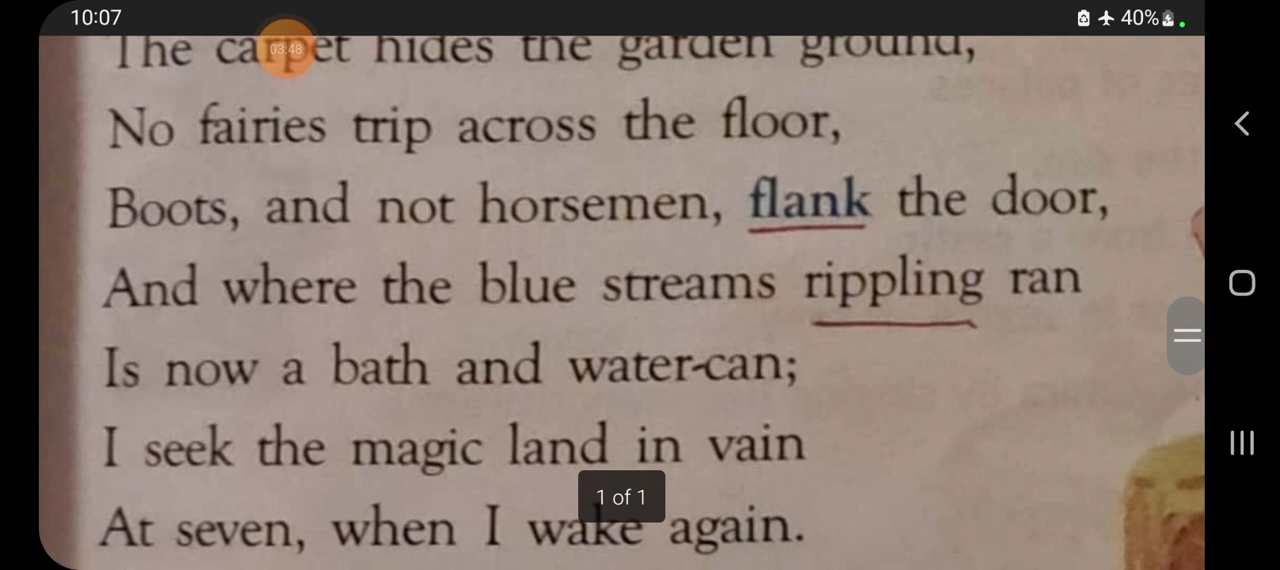 10:07
40%
03:48
The carpet hides the garden ground,
No fairies trip across the floor,
Boots, and not horsemen, flank the door,
And where the blue streams rippling ran
Is now a bath and water-can;
I seek the magic land in vain
1 of 1
At seven, when I wake again.